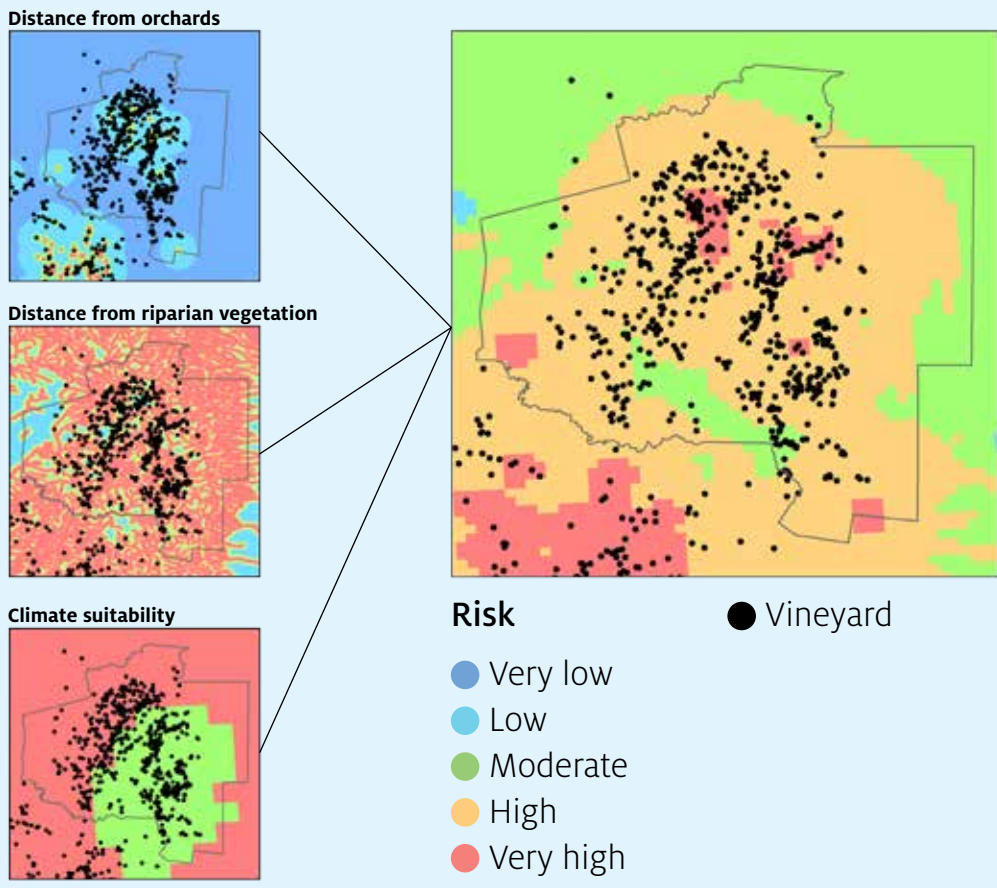 Distance from orchards
Distance from riparian vegetation
Climate suitability
Risk
Vineyard
Very low
Low
Moderate
High
Very high